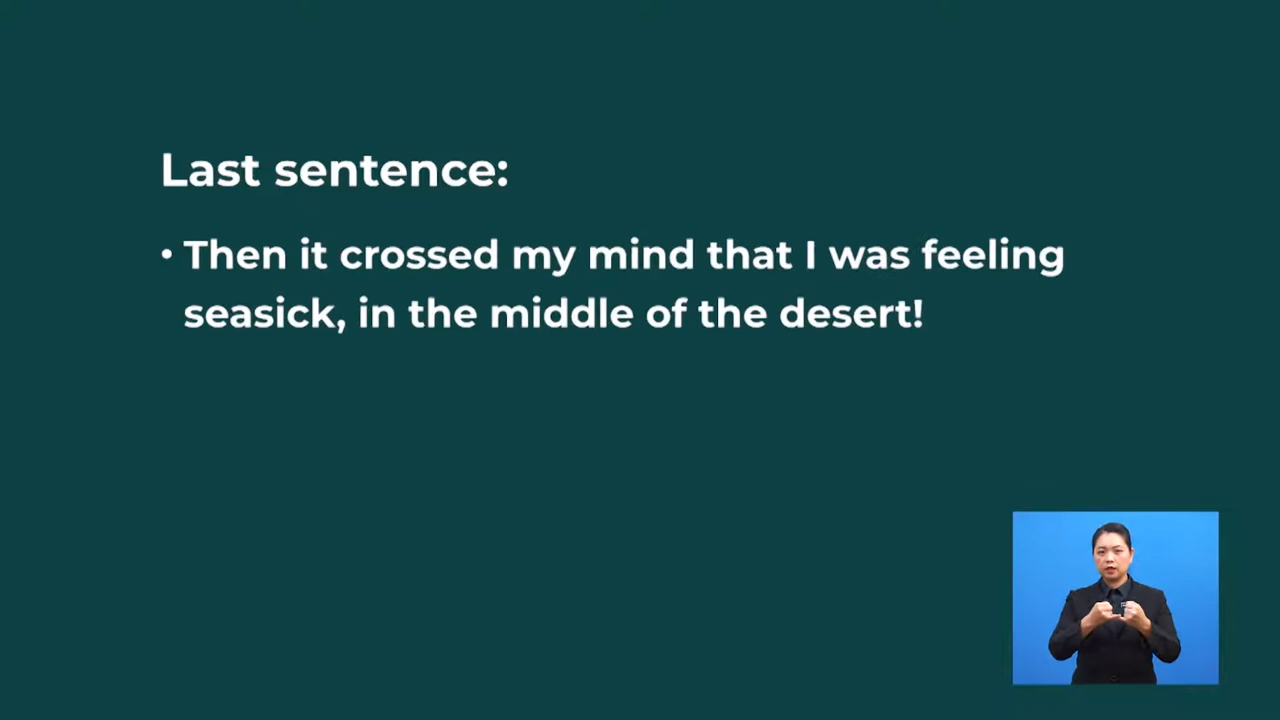 Last sentence:
• Then it crossed my mind that I was feeling
seasick, in the middle of the desert!